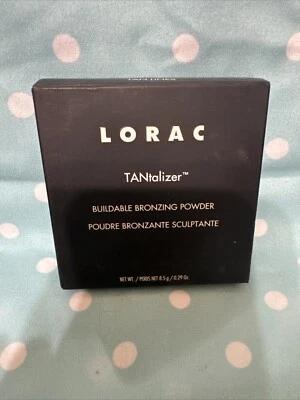 LORAC
TANtalizer™
BUILDABLE BRONZING POWDER
POUDRE BRONZANTE SCULPTANTE
NET WT. / POIDS NET 8.5 g / 0.29 Oz.